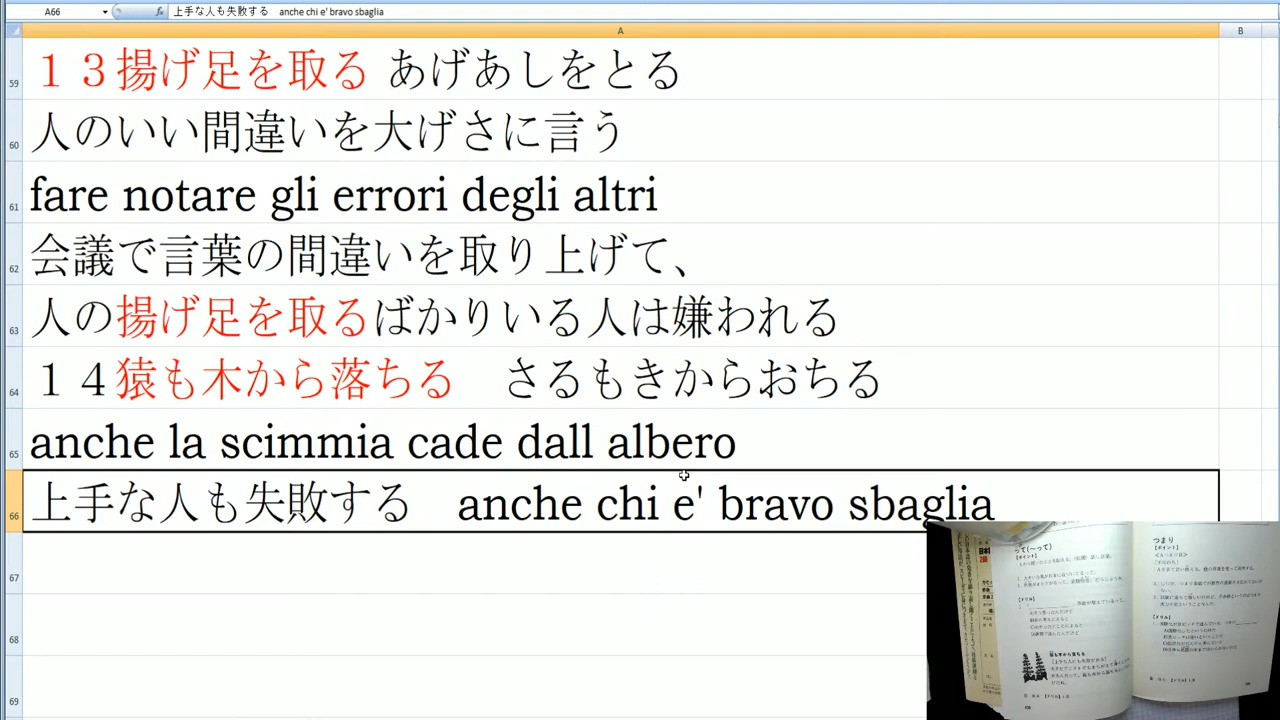 A66
fx
上手な人も失敗する anche chi e' bravo sbaglia
A
B
59
１３揚げ足を取る あげあしをとる
60
人のいい間違いを大げさに言う
61
fare notare gli errori degli altri
62
会議で言葉の間違いを取り上げて、
63
人の揚げ足を取るばかりいる人は嫌われる
64
１４猿も木から落ちる さるもきからおちる
65
anche la scimmia cade dall albero
66
上手な人も失敗する anche chi e' bravo sbaglia
67
68
69
って(〜って)
つまり